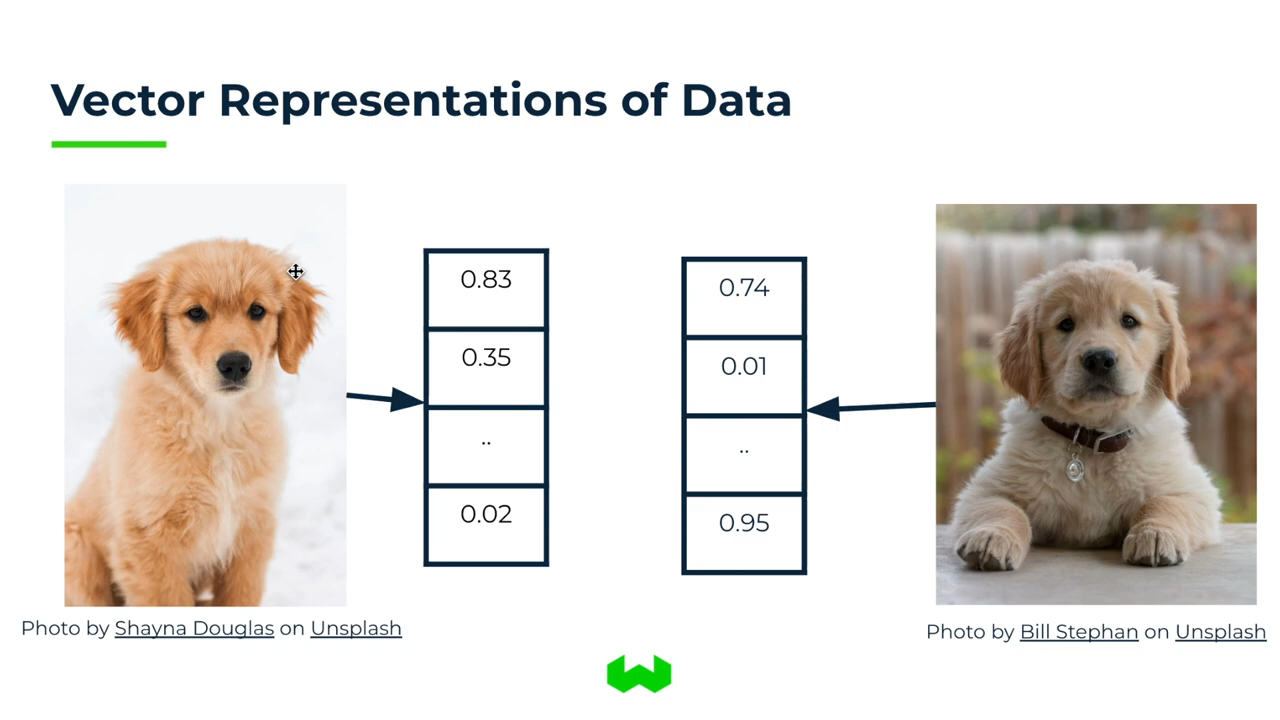 Vector Representations of Data
0.83
0.35
..
0.02
0.74
0.01
..
0.95
Photo by Shayna Douglas on Unsplash
Photo by Bill Stephan on Unsplash